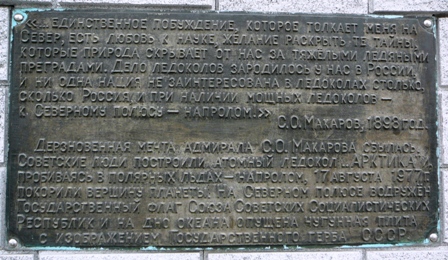 «...ЕДИНСТВЕННОЕ ПОБУЖДЕНИЕ, КОТОРОЕ ТОЛКАЕТ МЕНЯ НА
СЕВЕР, ЕСТЬ ЛЮБОВЬ К НАУКЕ, ЖЕЛАНИЕ РАСКРЫТЬ ТЕ ТАЙНЫ,
КОТОРЫЕ ПРИРОДА СКРЫВАЕТ ОТ НАС ЗА ТЯЖЕЛЫМИ ЛЕДЯНЫМИ
ПРЕГРАДАМИ. ДЕЛО ЛЕДОКОЛОВ ЗАРОДИЛОСЬ У НАС В РОССИИ,
И НИ ОДНА НАЦИЯ НЕ ЗАИНТЕРЕСОВАНА В ЛЕДОКОЛАХ СТОЛЬКО,
СКОЛЬКО РОССИЯ, И ПРИ НАЛИЧИИ МОЩНЫХ ЛЕДОКОЛОВ –
К СЕВЕРНОМУ ПОЛЮСУ – НАПРОЛОМ.»
С.О. МАКАРОВ, 1898 ГОД.
ДЕРЗНОВЕННАЯ МЕЧТА АДМИРАЛА С.О. МАКАРОВА СБЫЛАСЬ.
СОВЕТСКИЕ ЛЮДИ ПОСТРОИЛИ АТОМНЫЙ ЛЕДОКОЛ „АРКТИКА" И,
ПРОБИВАЯСЬ В ПОЛЯРНЫХ ЛЬДАХ – НАПРОЛОМ, 17 АВГУСТА 1977Г.
ПОКОРИЛИ ВЕРШИНУ ПЛАНЕТЫ. НА СЕВЕРНОМ ПОЛЮСЕ ВОДРУЖЕН
ГОСУДАРСТВЕННЫЙ ФЛАГ СОЮЗА СОВЕТСКИХ СОЦИАЛИСТИЧЕСКИХ
РЕСПУБЛИК И НА ДНО ОКЕАНА ОПУЩЕНА ЧУГУННАЯ ПЛИТА
С ИЗОБРАЖЕНИЕМ ГОСУДАРСТВЕННОГО ГЕРБА СССР.